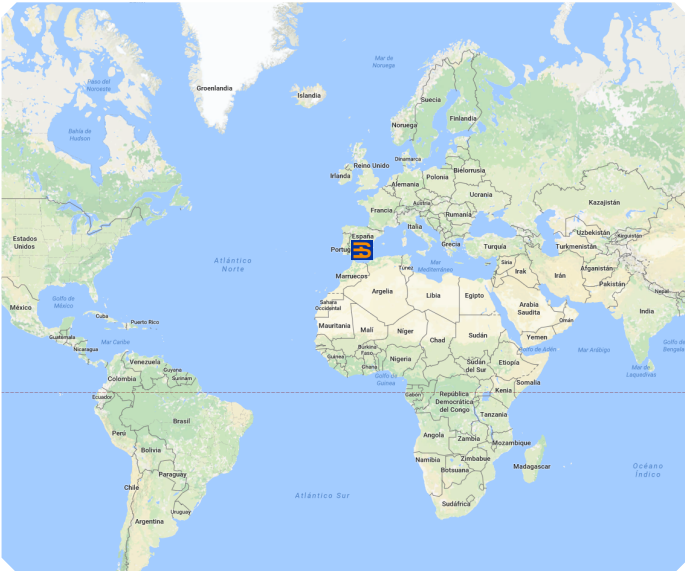 Groenlandia
Paso del
Noroeste
Mar de
Noruega
Islandia
Suecia
Finlandia
Noruega
Bahía de
Hudson
Dinamarca
Reino Unido
Irlanda
Bielorrusia
Polonia
Alemania
Ucrania
Kazajistán
Austria
Francia
Rumanía
Italia
España
Portug
Grecia
Turquía
Uzbekistán
Kirguistán
Turkmenistán
Estados
Unidos
Atlántico
Norte
Mar
Mediterráneo
Túnez
Siria
Irak
Irán
Afganistán
Pakistán
Nepal
Marruecos
Argelia
Libia
Egipto
Arabia
Saudita
Omán
India
Golfo de
México
México
Cuba
Puerto Rico
Sahara
Occidental
Mauritania
Malí
Níger
Chad
Sudán
Yemen
Golfo de Adén
Mar Arábigo
Golfo de
Bengala
Guatemala
Nicaragua
Mar Caribe
Guinea
Burkina
Faso
Ghana
Nigeria
Sudán
del Sur
Etiopía
Somalia
Mar de
Laquedivas
Venezuela
Guyana
Surinam
Colombia
Golfo de
Guinea
Gabón
Kenia
Ecuador
República
Democrática
del Congo
Tanzania
Perú
Brasil
Bolivia
Angola
Zambia
Mozambique
Namibia
Zimbabue
Botsuana
Madagascar
Paraguay
Chile
Uruguay
Argentina
Sudáfrica
Atlántico Sur
Océano
Índico